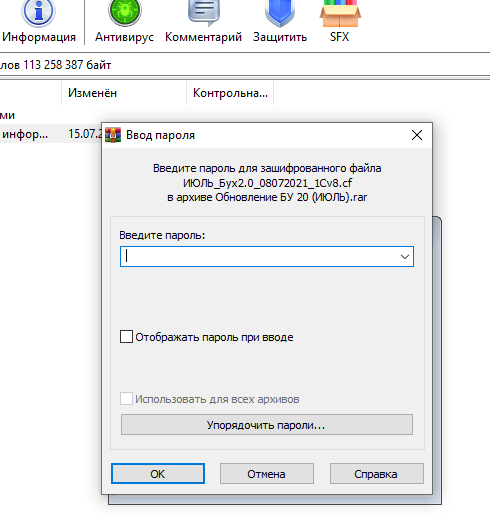 Информация Антивирус Комментарий Защитить SFX
лов 113 258 387 байт
Изменён Контрольна...
ми
инфор... 15.07.2
Ввод пароля
Введите пароль для зашифрованного файла
ИЮЛЬ_Бух2.0_08072021_1Cv8.cf
в архиве Обновление БУ 20 (ИЮЛЬ).rar
Введите пароль:
Отображать пароль при вводе
Использовать для всех архивов
Упорядочить пароли...
OK Отмена Справка